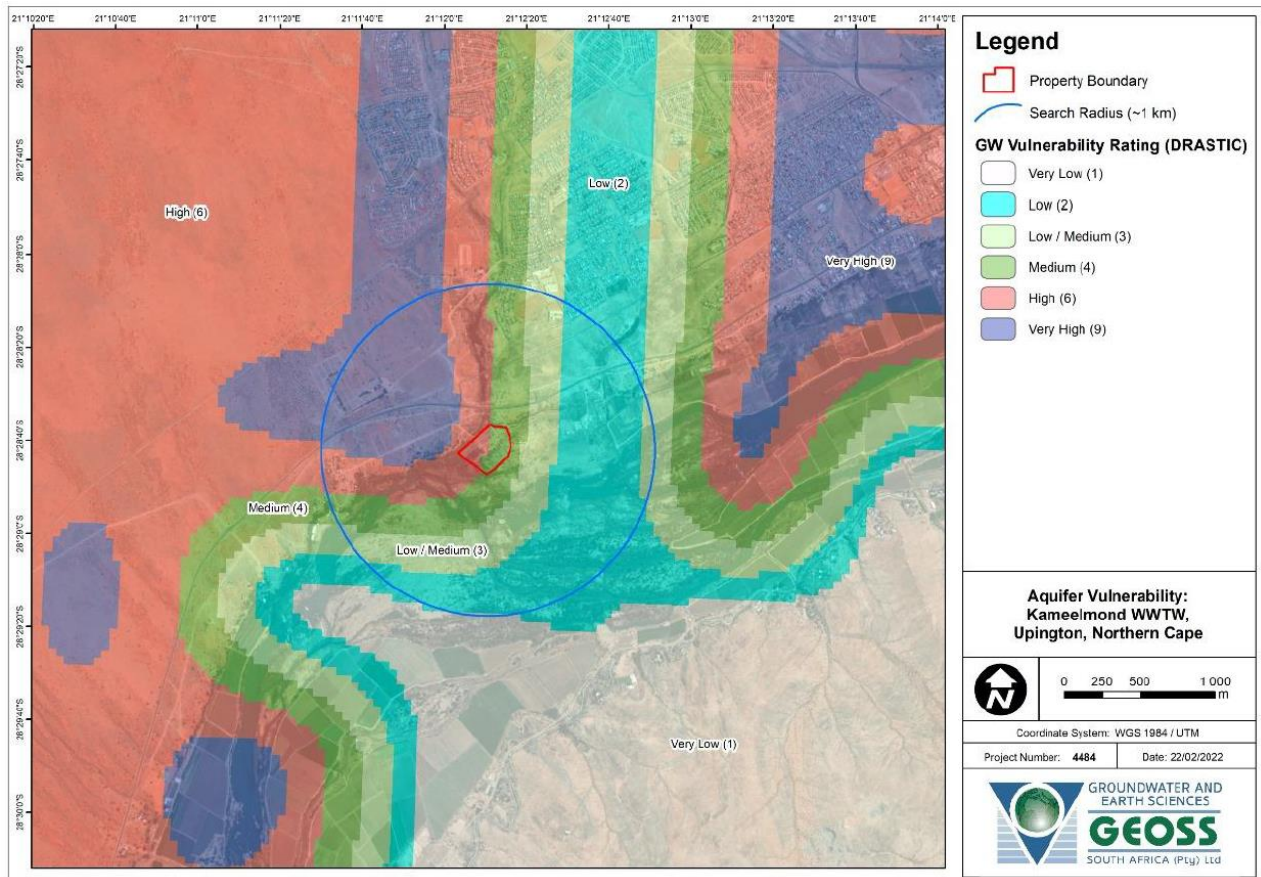 21°10'20"E 21°10'40"E 21°11'0"E 21°11'20"E 21°11'40"E 21°12'0"E 21°12'20"E 21°12'40"E 21°13'0"E 21°13'20"E 21°13'40"E 21°14'0"E
28°27'20"S
28°27'40"S
28°28'0"S
28°28'20"S
28°28'40"S
28°29'0"S
28°29'20"S
28°29'40"S
28°30'0"S
Low (2)
High (6)
Very High (9)
Medium (4)
Low / Medium (3)
Very Low (1)
Legend
Property Boundary
Search Radius (~1 km)
GW Vulnerability Rating (DRASTIC)
Very Low (1)
Low (2)
Low / Medium (3)
Medium (4)
High (6)
Very High (9)
Aquifer Vulnerability:
Kameelmond WWTW,
Upington, Northern Cape
N
0 250 500 1 000
m
Coordinate System: WGS 1984 / UTM
Project Number: 4484 Date: 22/02/2022
GROUNDWATER AND
EARTH SCIENCES
GEOSS
SOUTH AFRICA (Pty) Ltd